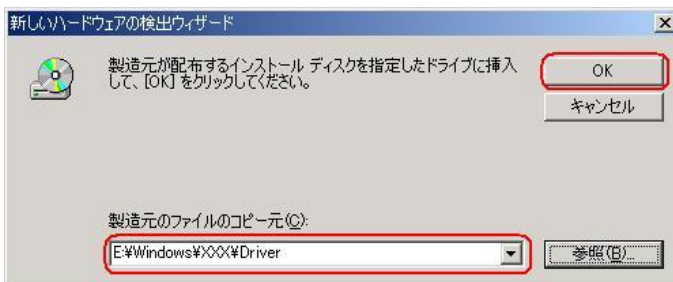 新しいハードウェアの検出ウィザード
製造元が配布するインストール ディスクを指定したドライブに挿入
して、[OK] をクリックしてください。
OK
キャンセル
製造元のファイルのコピー元(C):
E:¥Windows¥XXX¥Driver
参照(B)...